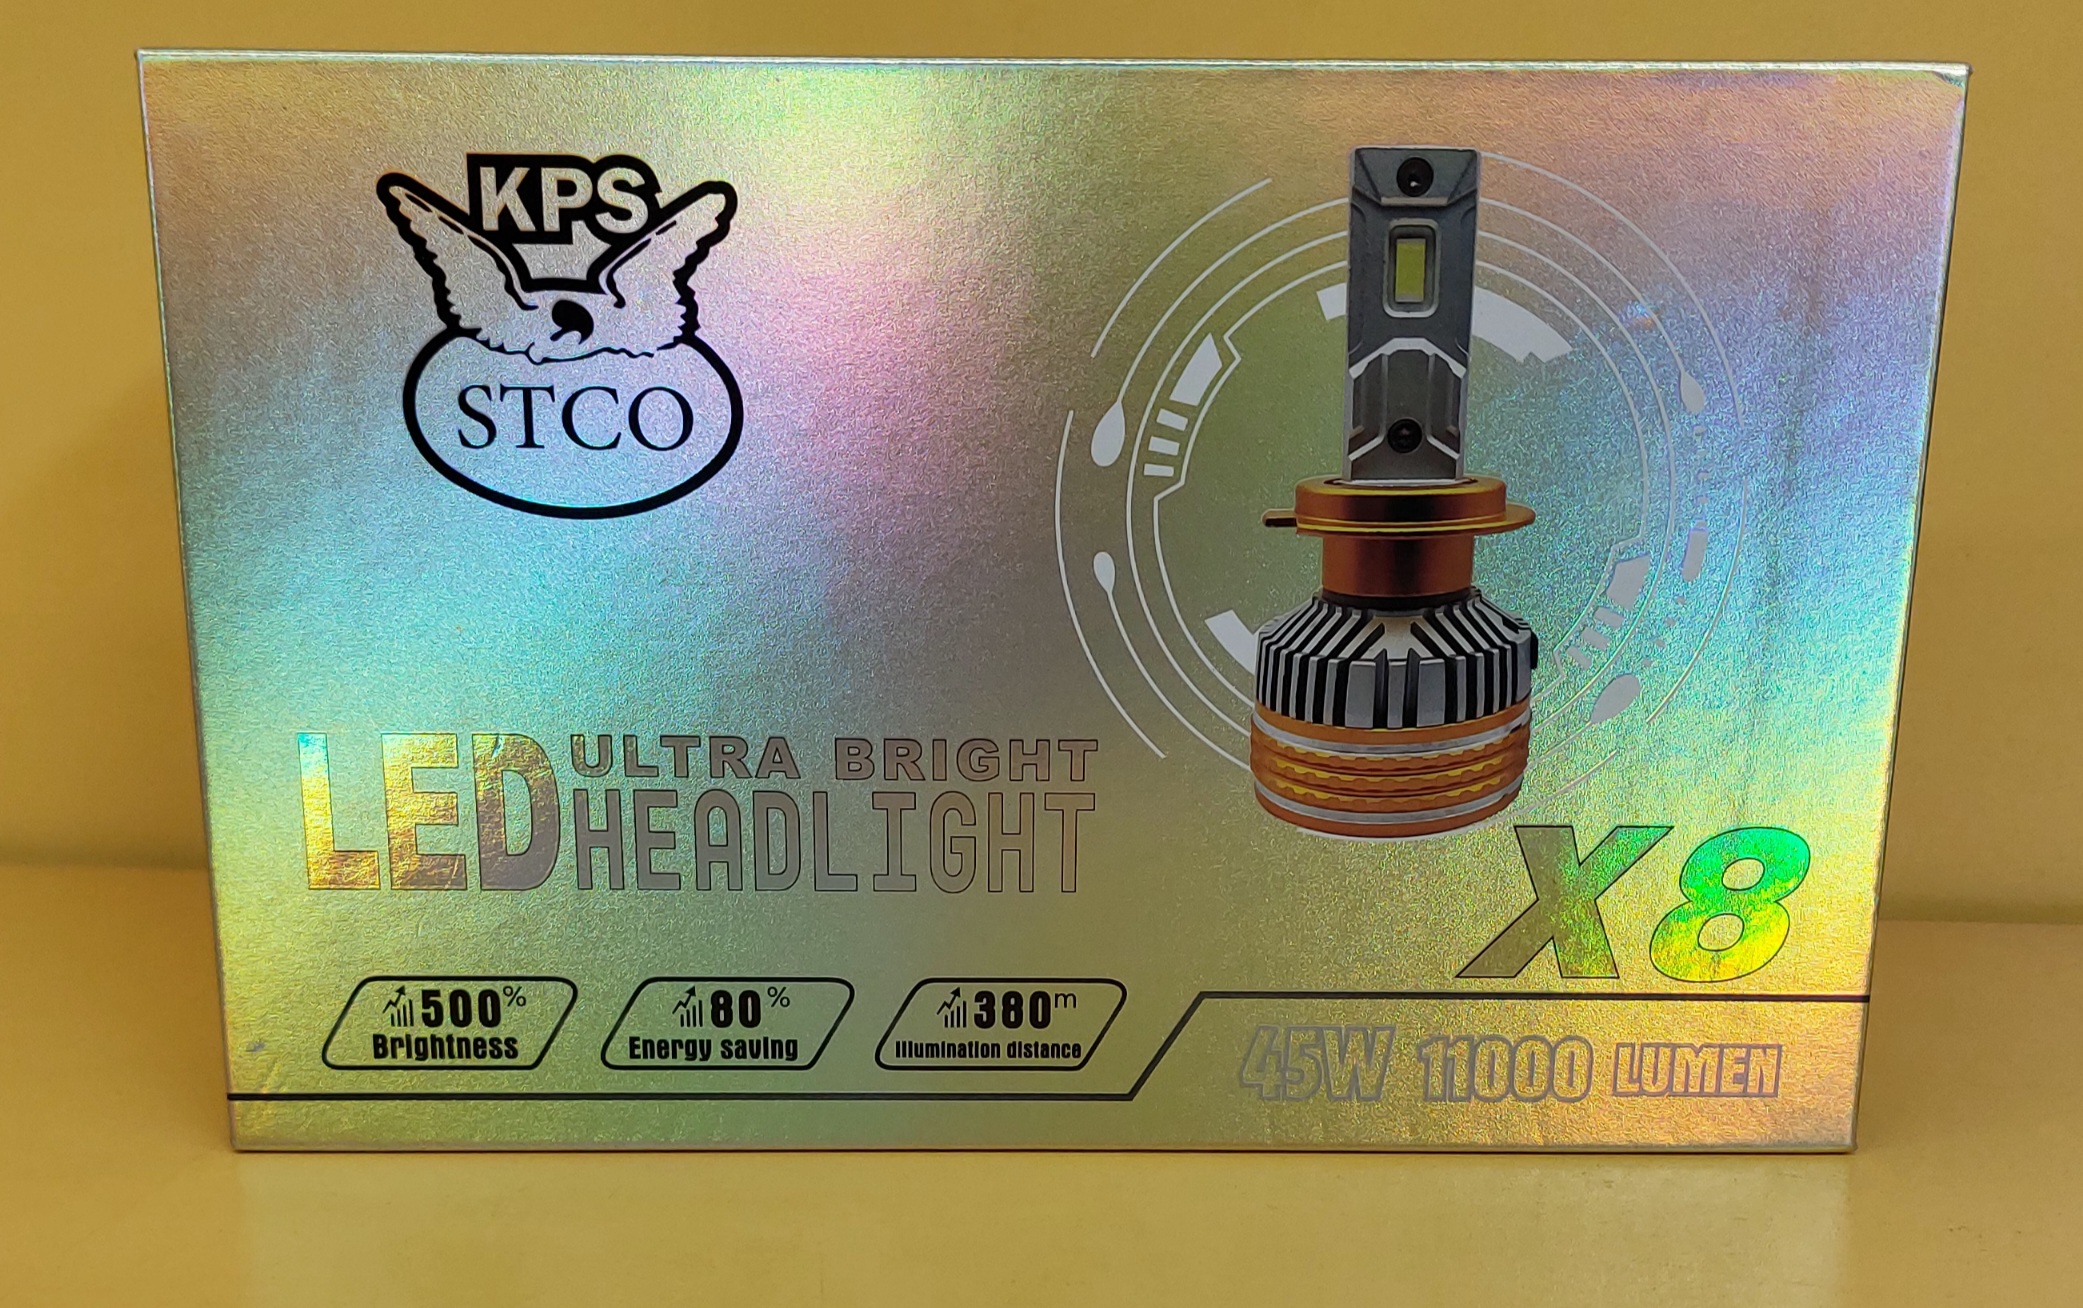 KPS
STCO
LED ULTRA BRIGHT
HEADLIGHT
X8
500% 80% 380m
Brightness Energy saving Illumination distance
45W 11000 LUMEN